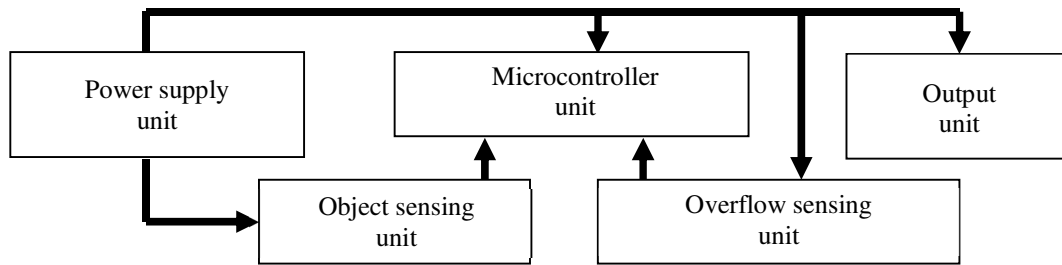 Power supply
unit
Microcontroller
unit
Output
unit
Object sensing
unit
Overflow sensing
unit